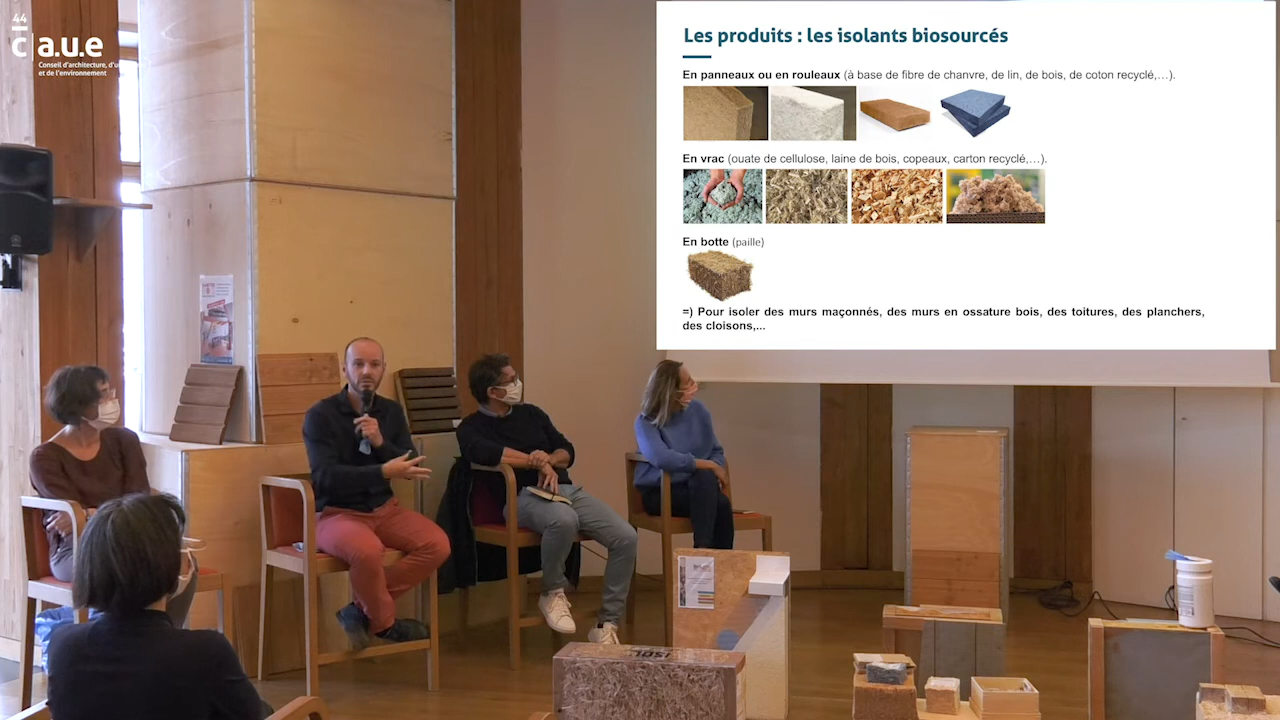 44
c a.u.e
Conseil d'architecture, d'u
et de l'environnement
Les produits : les isolants biosourcés
En panneaux ou en rouleaux (à base de fibre de chanvre, de lin, de bois, de coton recyclé,…).
En vrac (ouate de cellulose, laine de bois, copeaux, carton recyclé,…).
En botte (paille)
=) Pour isoler des murs maçonnés, des murs en ossature bois, des toitures, des planchers,
des cloisons,...